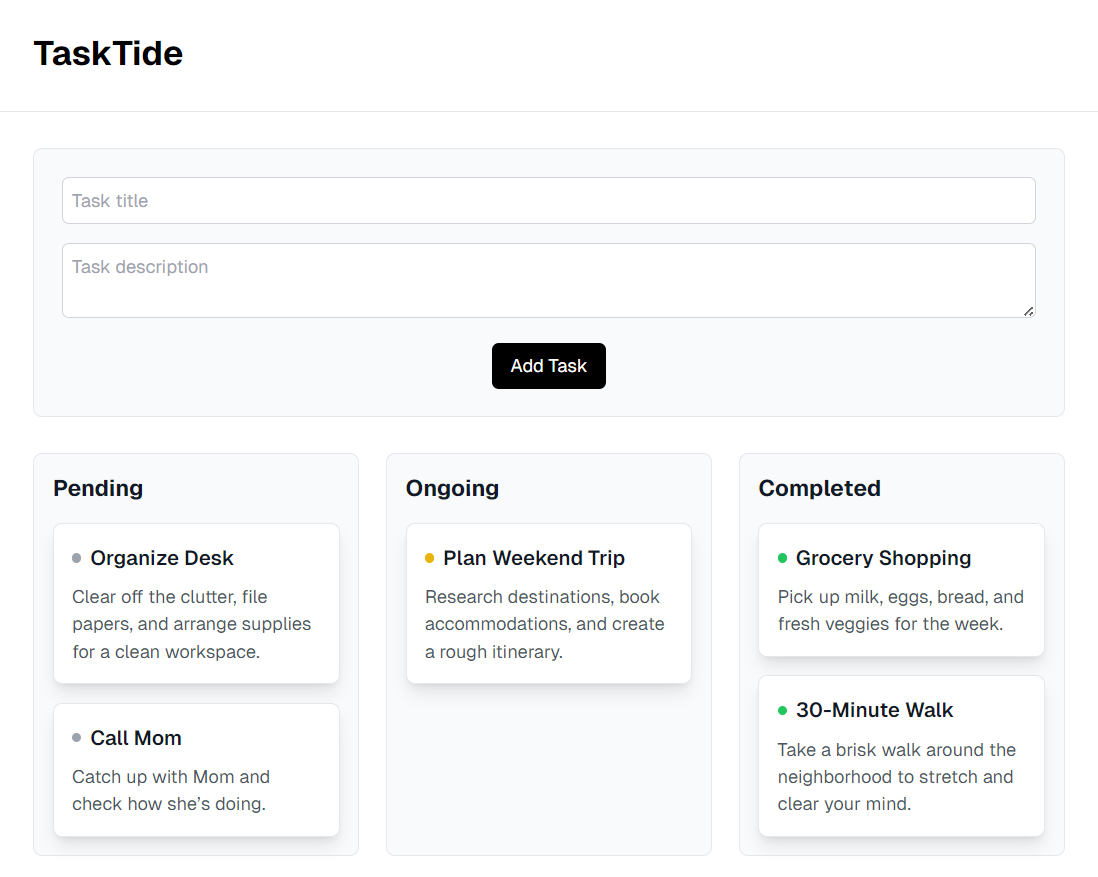 TaskTide
Task title
Task description
Add Task
Pending
Organize Desk
Clear off the clutter, file
papers, and arrange supplies
for a clean workspace.
Call Mom
Catch up with Mom and
check how she’s doing.
Ongoing
Plan Weekend Trip
Research destinations, book
accommodations, and create
a rough itinerary.
Completed
Grocery Shopping
Pick up milk, eggs, bread, and
fresh veggies for the week.
30-Minute Walk
Take a brisk walk around the
neighborhood to stretch and
clear your mind.